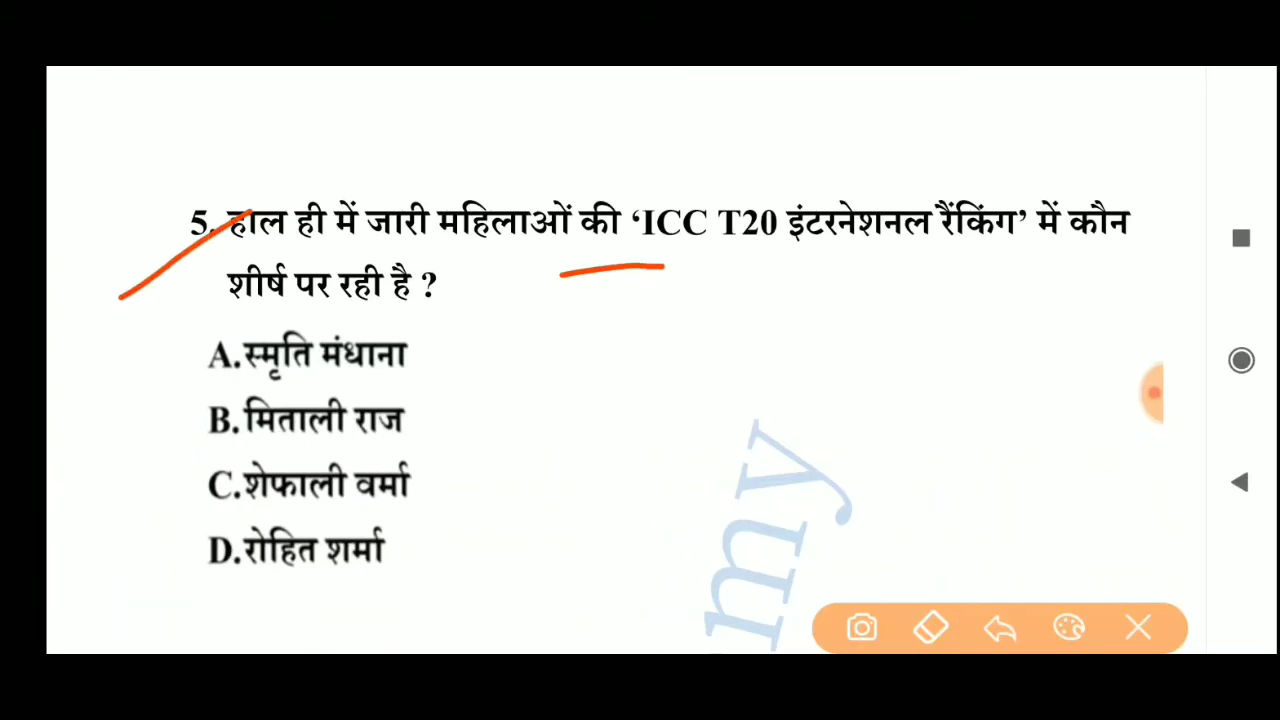 5. हाल ही में जारी महिलाओं की ‘ICC T20 इंटरनेशनल रैंकिंग’ में कौन
शीर्ष पर रही है ?
A.स्मृति मंधाना
B.मिताली राज
C.शेफाली वर्मा
D.रोहित शर्मा
my